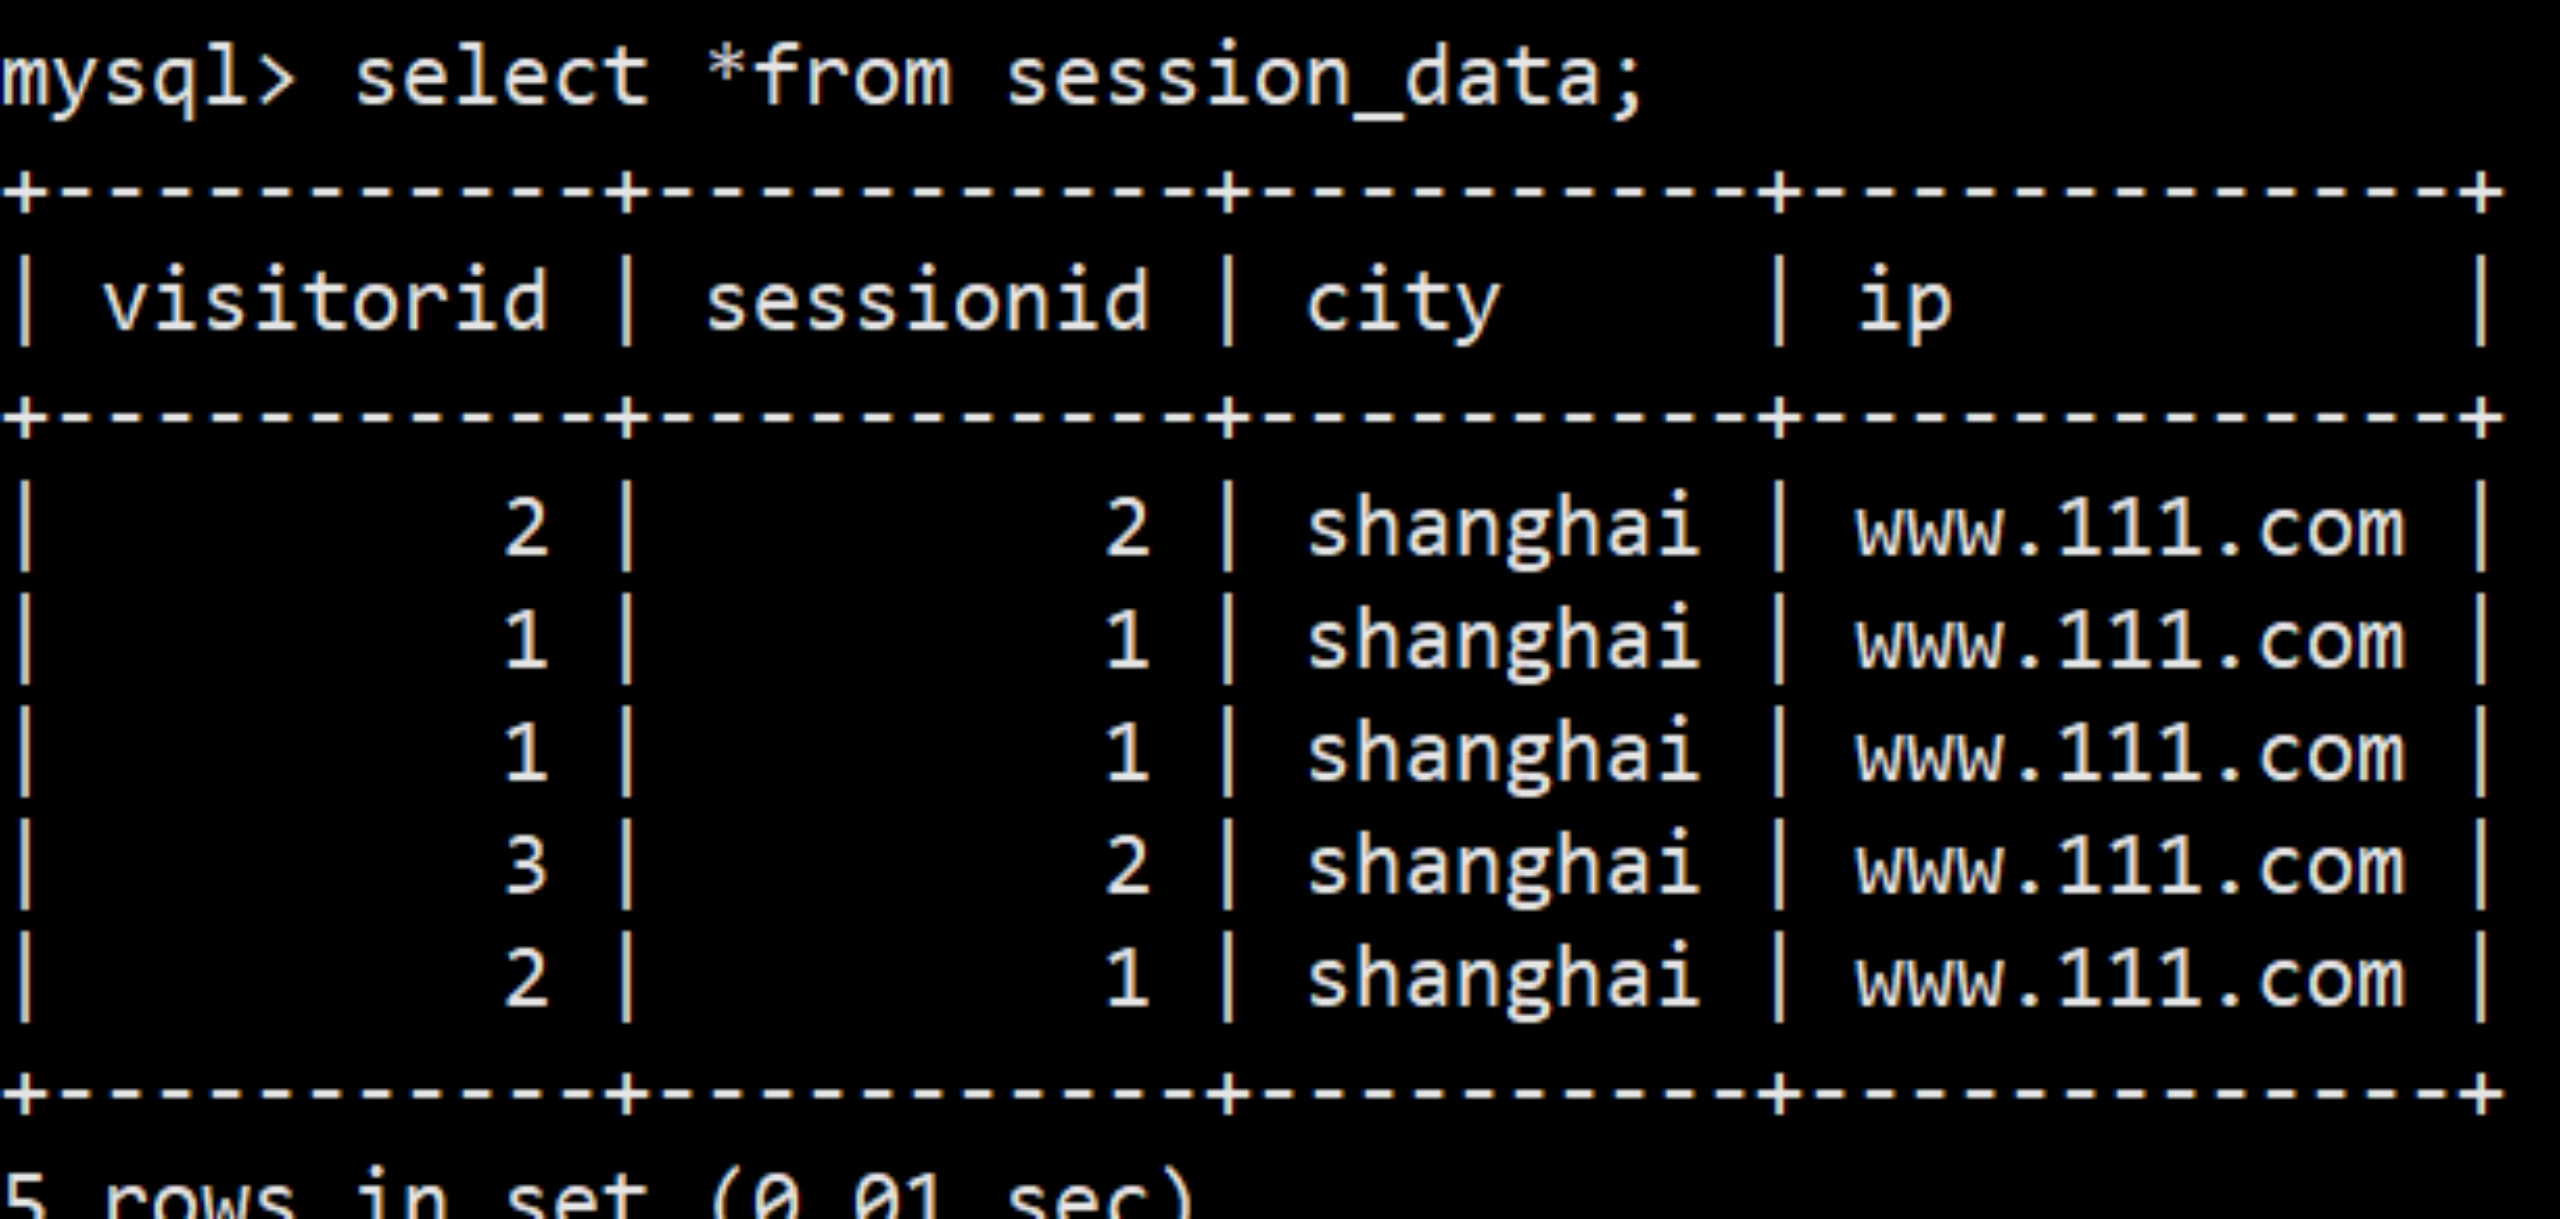 mysql> select *from session_data;
+------------+-----------+----------+-------------+
| visitorid | sessionid | city     | ip          |
+------------+-----------+----------+-------------+
|         2 |         2 | shanghai | www.111.com |
|         1 |         1 | shanghai | www.111.com |
|         1 |         1 | shanghai | www.111.com |
|         3 |         2 | shanghai | www.111.com |
|         2 |         1 | shanghai | www.111.com |
+------------+-----------+----------+-------------+
5 rows in set (0 01 sec)